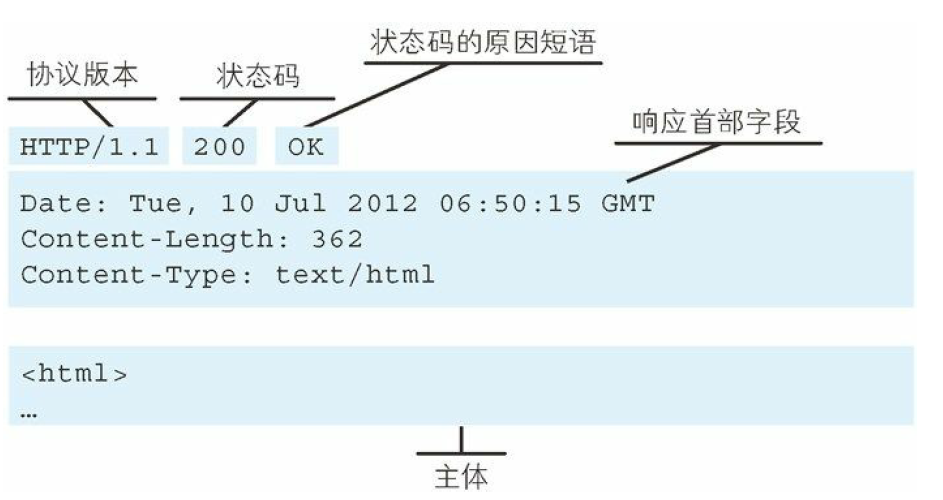 状态码的原因短语
协议版本 状态码
响应首部字段
HTTP/1.1 200 OK
Date: Tue, 10 Jul 2012 06:50:15 GMT
Content-Length: 362
Content-Type: text/html
<html>
…
主体